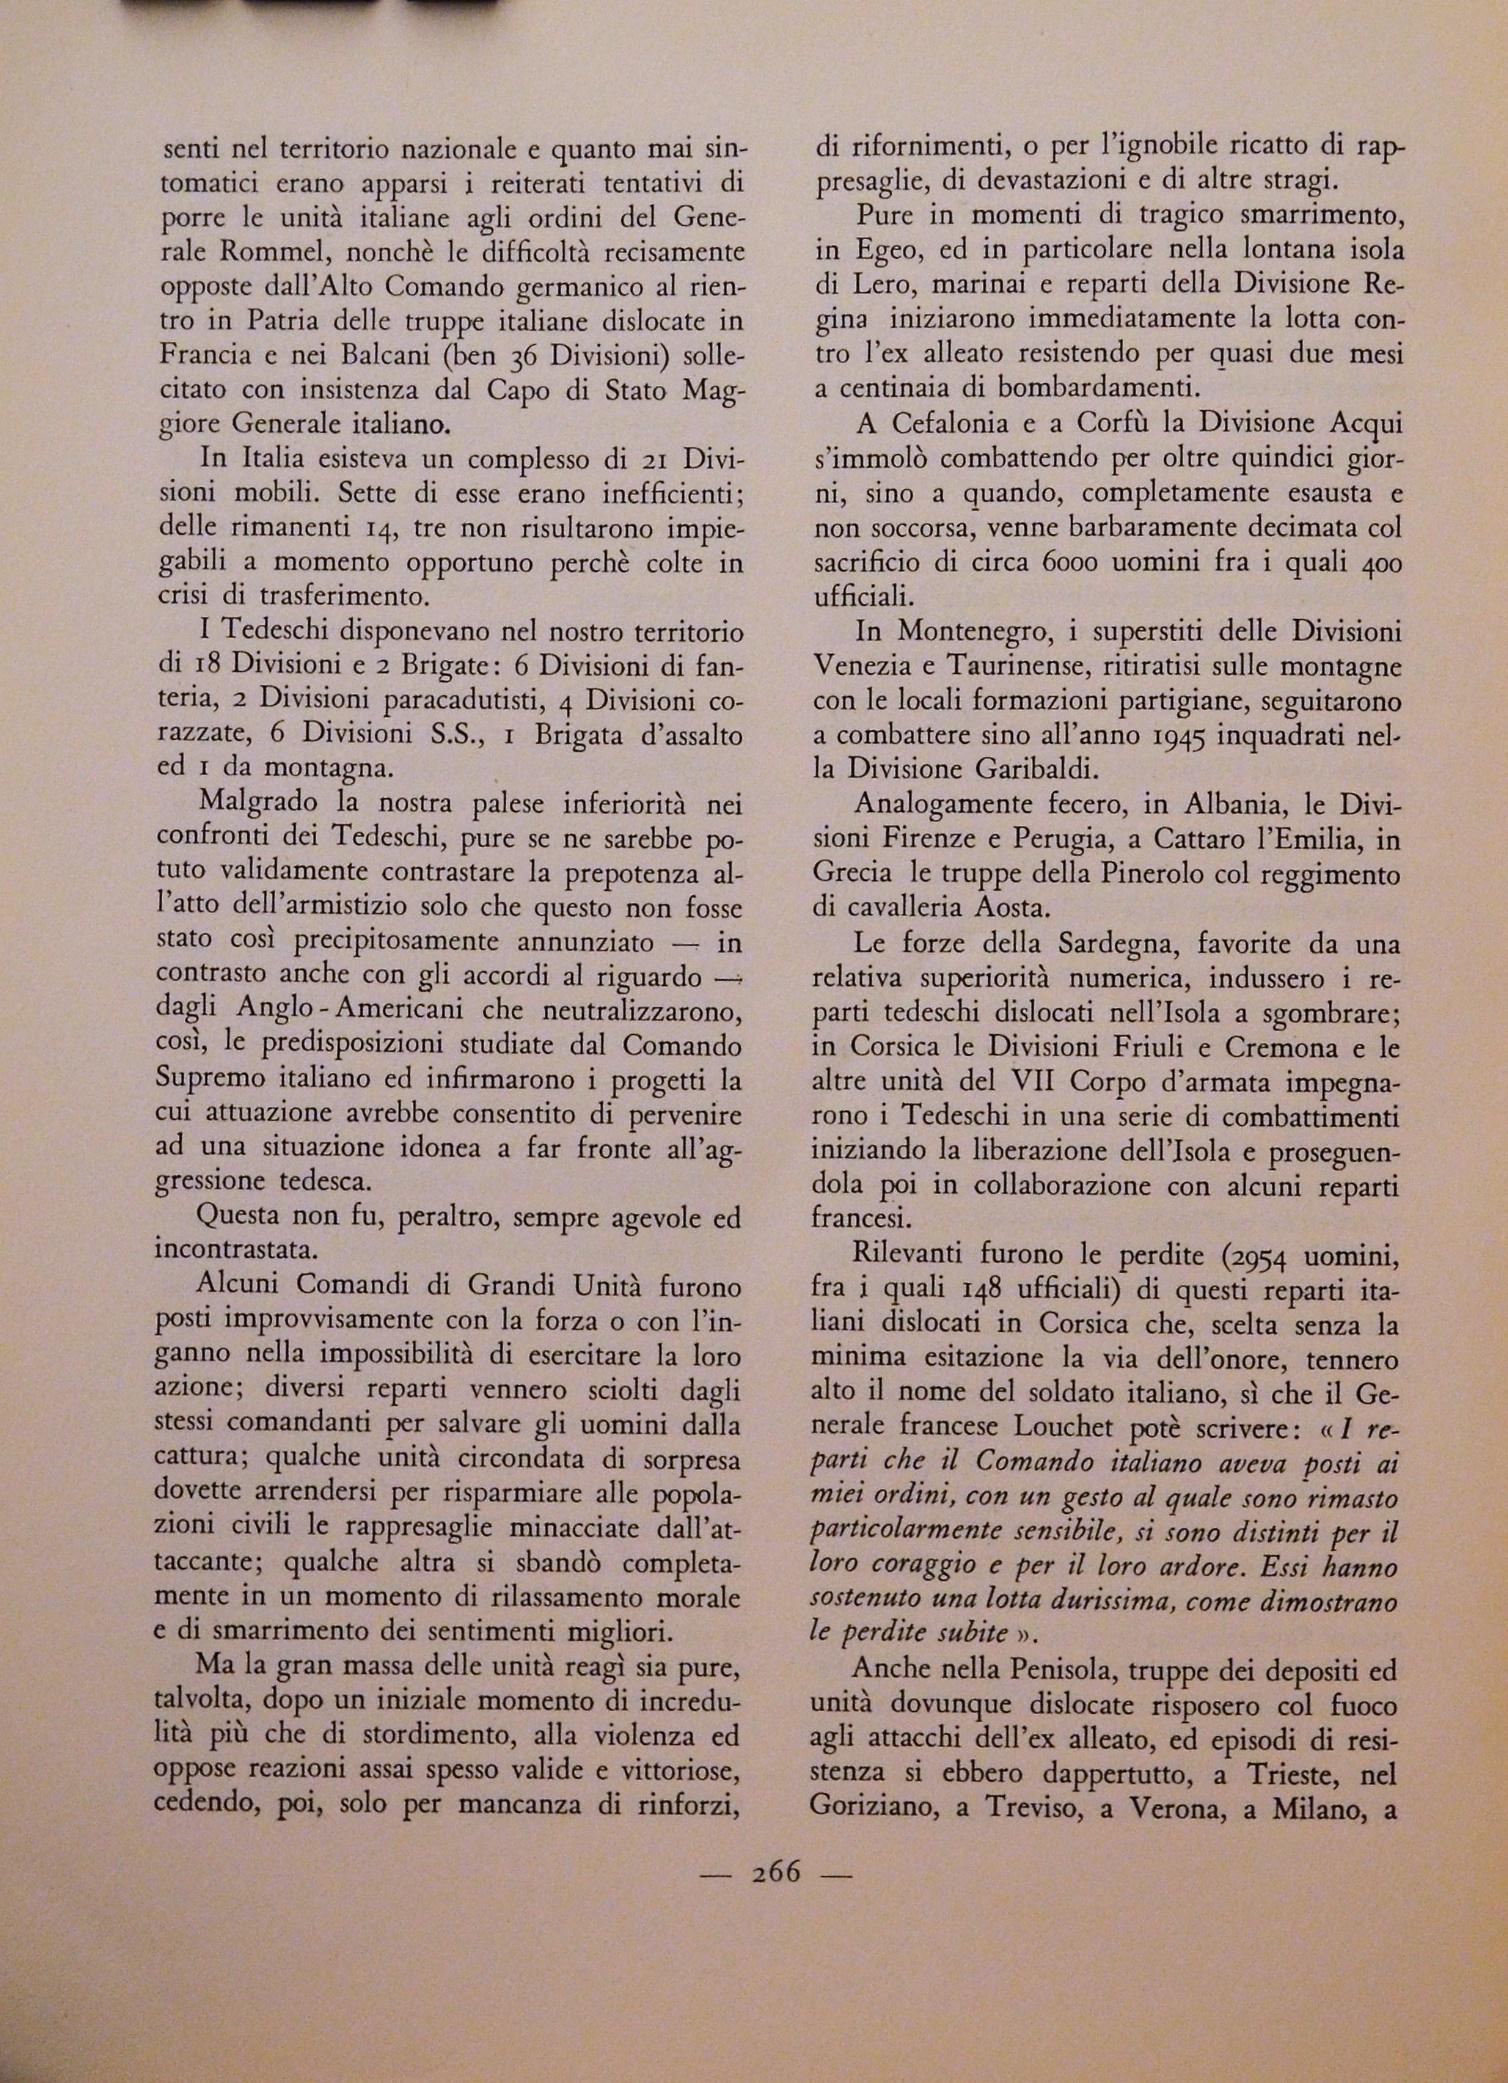 senti nel territorio nazionale e quanto mai sin-
tomatici erano apparsi i reiterati tentativi di
porre le unità italiane agli ordini del Gene-
rale Rommel, nonchè le difficoltà recisamente
opposte dall'Alto Comando germanico al rien-
tro in Patria delle truppe italiane dislocate in
Francia e nei Balcani (ben 36 Divisioni) solle-
citato con insistenza dal Capo di Stato Mag-
giore Generale italiano.
In Italia esisteva un complesso di 21 Divi-
sioni mobili. Sette di esse erano inefficienti;
delle rimanenti 14, tre non risultarono impie-
gabili a momento opportuno perchè colte in
crisi di trasferimento.
I Tedeschi disponevano nel nostro territorio
di 18 Divisioni e 2 Brigate: 6 Divisioni di fan-
teria, 2 Divisioni paracadutisti, 4 Divisioni co-
razzate, 6 Divisioni S.S., 1 Brigata d'assalto
ed 1 da montagna.
Malgrado la nostra palese inferiorità nei
confronti dei Tedeschi, pure se ne sarebbe po-
tuto validamente contrastare la prepotenza al-
l'atto dell'armistizio solo che questo non fosse
stato così precipitosamente annunziato — in
contrasto anche con gli accordi al riguardo —
dagli Anglo-Americani che neutralizzarono,
così, le predisposizioni studiate dal Comando
Supremo italiano ed infirmarono i progetti la
cui attuazione avrebbe consentito di pervenire
ad una situazione idonea a far fronte all'ag-
gressione tedesca.
Questa non fu, peraltro, sempre agevole ed
incontrastata.
Alcuni Comandi di Grandi Unità furono
posti improvvisamente con la forza o con l'in-
ganno nella impossibilità di esercitare la loro
azione; diversi reparti vennero sciolti dagli
stessi comandanti per salvare gli uomini dalla
cattura; qualche unità circondata di sorpresa
dovette arrendersi per risparmiare alle popola-
zioni civili le rappresaglie minacciate dall'at-
taccante; qualche altra si sbandò completa-
mente in un momento di rilassamento morale
e di smarrimento dei sentimenti migliori.
Ma la gran massa delle unità reagì sia pure,
talvolta, dopo un iniziale momento di incredu-
lità più che di stordimento, alla violenza ed
oppose reazioni assai spesso valide e vittoriose,
cedendo, poi, solo per mancanza di rinforzi,
di rifornimenti, o per l'ignobile ricatto di rap-
presaglie, di devastazioni e di altre stragi.
Pure in momenti di tragico smarrimento,
in Egeo, ed in particolare nella lontana isola
di Lero, marinai e reparti della Divisione Re-
gina iniziarono immediatamente la lotta con-
tro l'ex alleato resistendo per quasi due mesi
a centinaia di bombardamenti.
A Cefalonia e a Corfù la Divisione Acqui
s'immolò combattendo per oltre quindici gior-
ni, sino a quando, completamente esausta e
non soccorsa, venne barbaramente decimata col
sacrificio di circa 6000 uomini fra i quali 400
ufficiali.
In Montenegro, i superstiti delle Divisioni
Venezia e Taurinense, ritiratisi sulle montagne
con le locali formazioni partigiane, seguitarono
a combattere sino all'anno 1945 inquadrati nel-
la Divisione Garibaldi.
Analogamente fecero, in Albania, le Divi-
sioni Firenze e Perugia, a Cattaro l'Emilia, in
Grecia le truppe della Pinerolo col reggimento
di cavalleria Aosta.
Le forze della Sardegna, favorite da una
relativa superiorità numerica, indussero i re-
parti tedeschi dislocati nell'Isola a sgombrare;
in Corsica le Divisioni Friuli e Cremona e le
altre unità del VII Corpo d'armata impegna-
rono i Tedeschi in una serie di combattimenti
iniziando la liberazione dell'Isola e proseguen-
dola poi in collaborazione con alcuni reparti
francesi.
Rilevanti furono le perdite (2954 uomini,
fra i quali 148 ufficiali) di questi reparti ita-
liani dislocati in Corsica che, scelta senza la
minima esitazione la via dell'onore, tennero
alto il nome del soldato italiano, sì che il Ge-
nerale francese Louchet potè scrivere: « I re-
parti che il Comando italiano aveva posti ai
miei ordini, con un gesto al quale sono rimasto
particolarmente sensibile, si sono distinti per il
loro coraggio e per il loro ardore. Essi hanno
sostenuto una lotta durissima, come dimostrano
le perdite subite ».
Anche nella Penisola, truppe dei depositi ed
unità dovunque dislocate risposero col fuoco
agli attacchi dell'ex alleato, ed episodi di resi-
stenza si ebbero dappertutto, a Trieste, nel
Goriziano, a Treviso, a Verona, a Milano, a
— 266 —